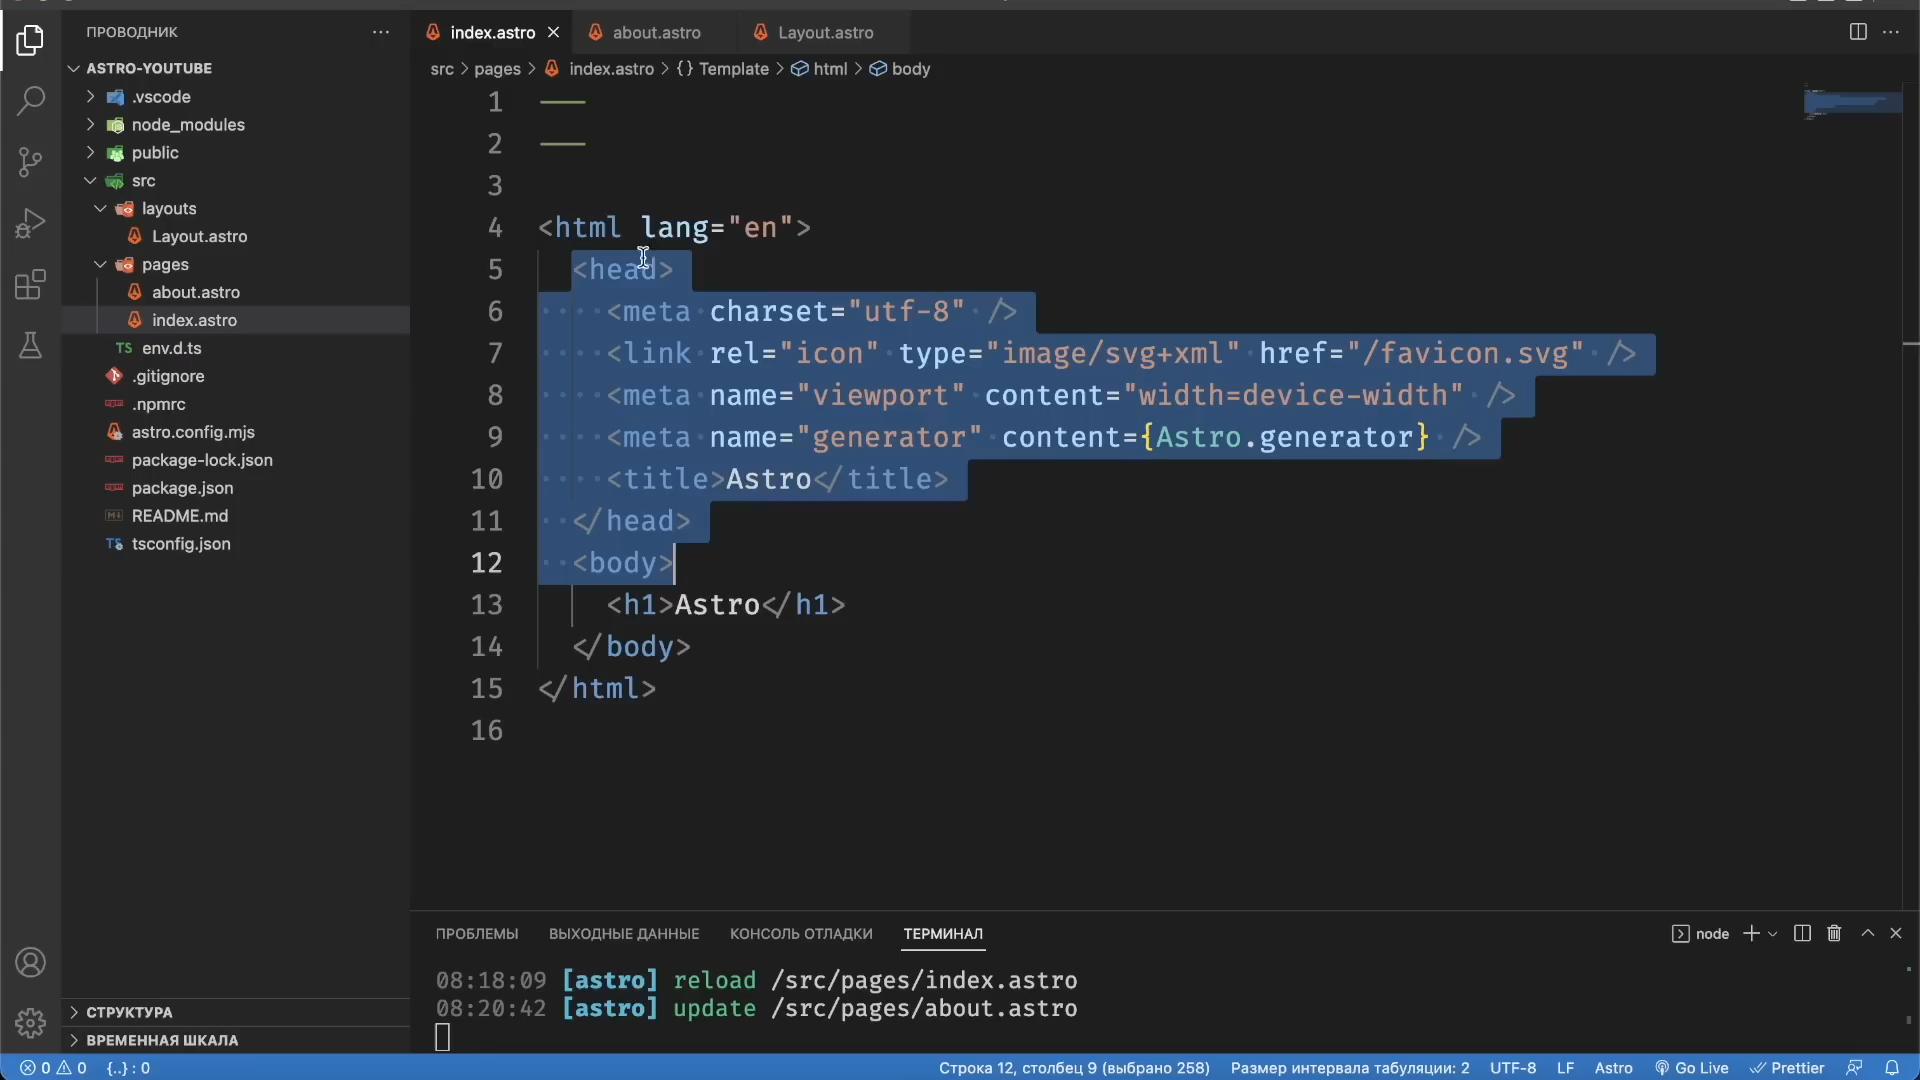 ПРОВОДНИК
ASTRO-YOUTUBE
.vscode
node_modules
public
src
layouts
Layout.astro
pages
about.astro
index.astro
TS env.d.ts
.gitignore
.npmrc
astro.config.mjs
package-lock.json
package.json
README.md
TS tsconfig.json
СТРУКТУРА
ВРЕМЕННАЯ ШКАЛА
index.astro about.astro Layout.astro
src > pages > index.astro > {} Template > html > body
1 ---
2 ---
3
4 <html lang="en">
5 <head>
6 <meta charset="utf-8" />
7 <link rel="icon" type="image/svg+xml" href="/favicon.svg" />
8 <meta name="viewport" content="width=device-width" />
9 <meta name="generator" content={Astro.generator} />
10 <title>Astro</title>
11 </head>
12 <body>
13 <h1>Astro</h1>
14 </body>
15 </html>
16
ПРОБЛЕМЫ ВЫХОДНЫЕ ДАННЫЕ КОНСОЛЬ ОТЛАДКИ ТЕРМИНАЛ node
08:18:09 [astro] reload /src/pages/index.astro
08:20:42 [astro] update /src/pages/about.astro
0 0 {..} : 0 Строка 12, столбец 9 (выбрано 258) Размер интервала табуляции: 2 UTF-8 LF Astro Go Live Prettier